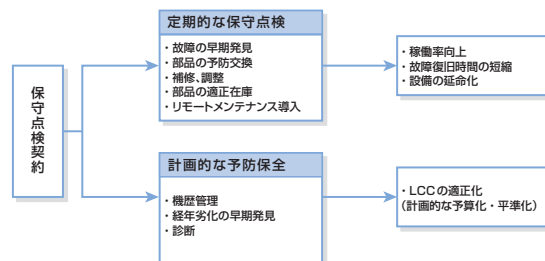 保守点検契約
定期的な保守点検
・故障の早期発見
・部品の予防交換
・補修、調整
・部品の適正在庫
・リモートメンテナンス導入
・稼働率向上
・故障復旧時間の短縮
・設備の延命化
計画的な予防保全
・機歴管理
・経年劣化の早期発見
・診断
・LCCの適正化
（計画的な予算化・平準化）